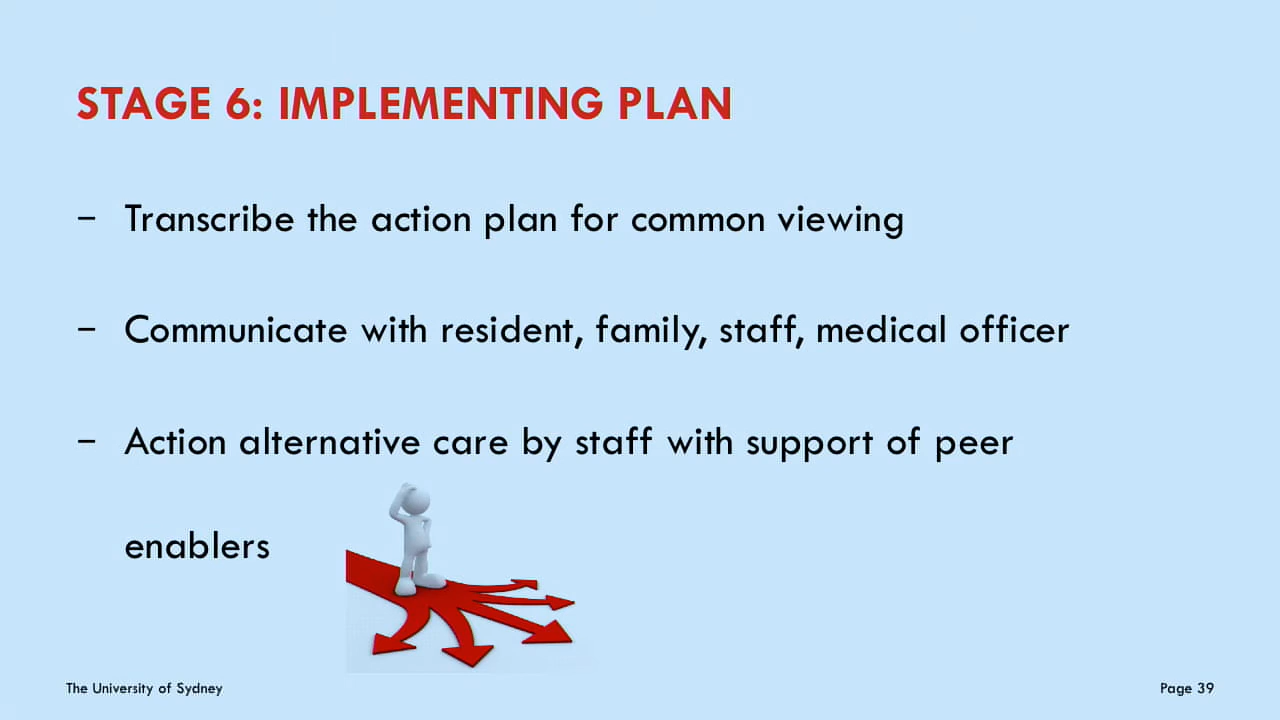 STAGE 6: IMPLEMENTING PLAN
– Transcribe the action plan for common viewing
– Communicate with resident, family, staff, medical officer
– Action alternative care by staff with support of peer
enablers
The University of Sydney
Page 39